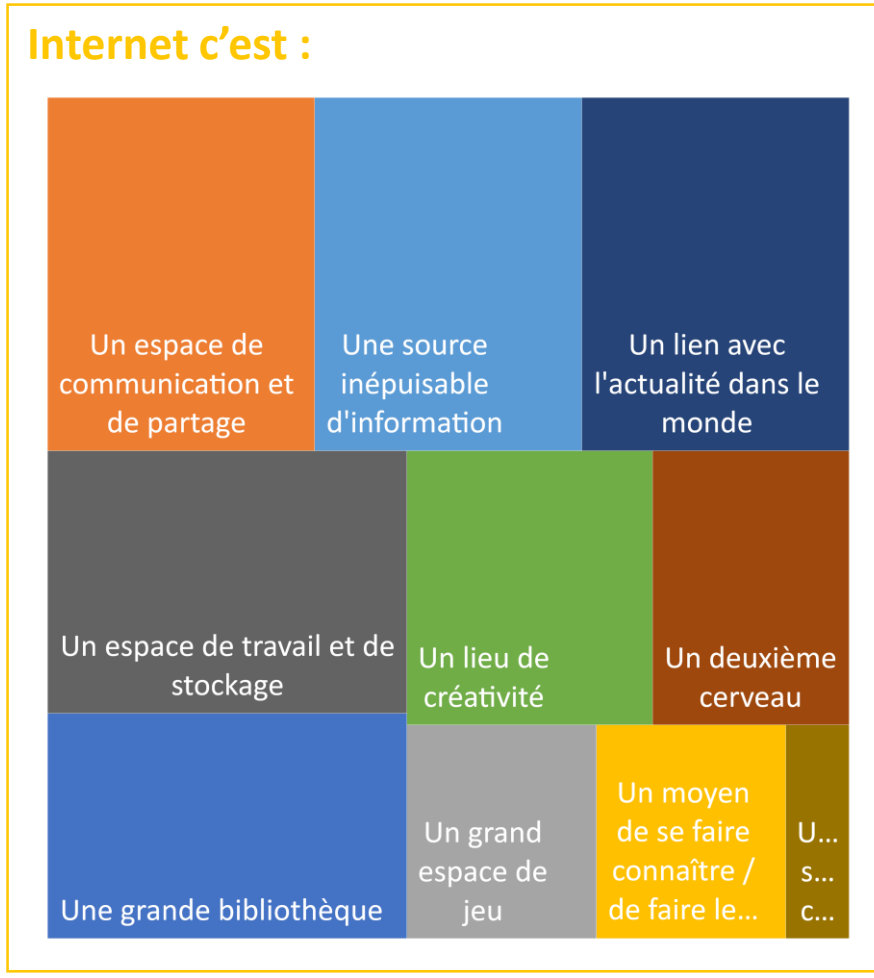 Internet c’est :
Un espace de
communication et
de partage
Une source
inépuisable
d'information
Un lien avec
l'actualité dans le
monde
Un espace de travail et de
stockage
Un lieu de
créativité
Un deuxième
cerveau
Une grande bibliothèque
Un grand
espace de
jeu
Un moyen
de se faire
connaître /
de faire le...
U...
s...
c...